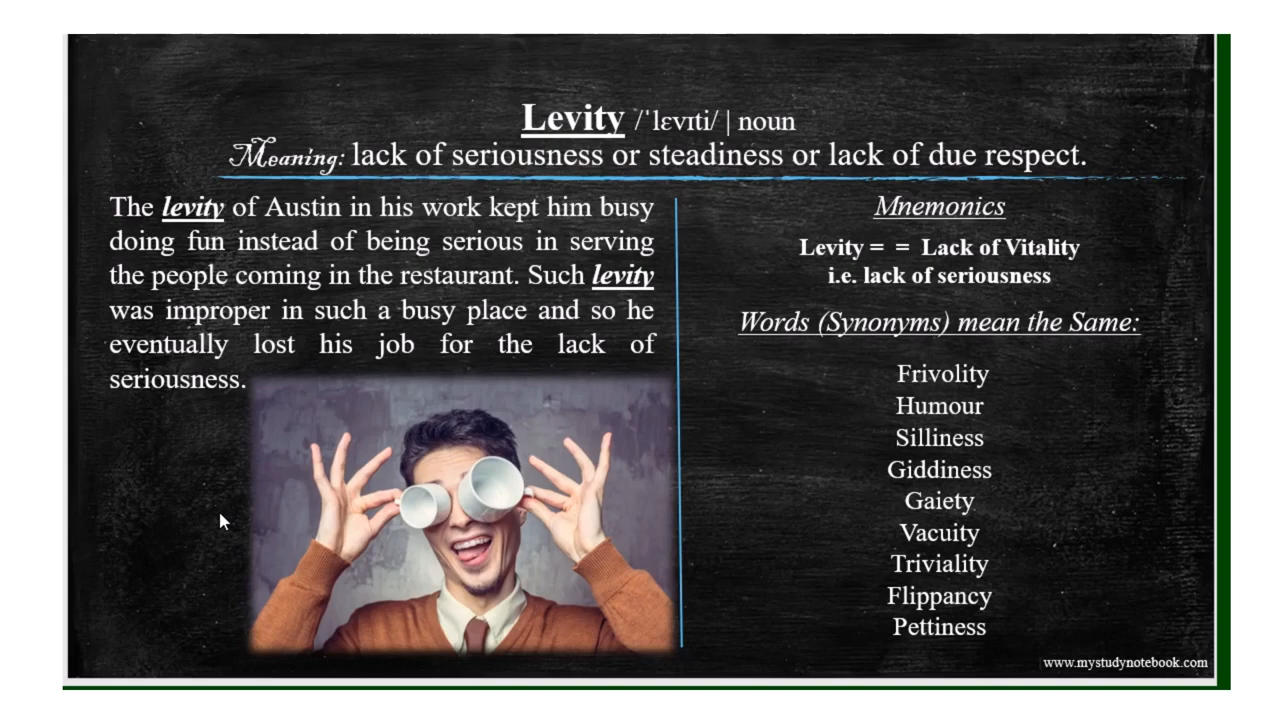 Levity /ˈlɛvɪti/ | noun
Meaning: lack of seriousness or steadiness or lack of due respect.
The levity of Austin in his work kept him busy
doing fun instead of being serious in serving
the people coming in the restaurant. Such levity
was improper in such a busy place and so he
eventually lost his job for the lack of
seriousness.
Mnemonics
Levity = = Lack of Vitality
i.e. lack of seriousness
Words (Synonyms) mean the Same:
Frivolity
Humour
Silliness
Giddiness
Gaiety
Vacuity
Triviality
Flippancy
Pettiness
www.mystudynotebook.com